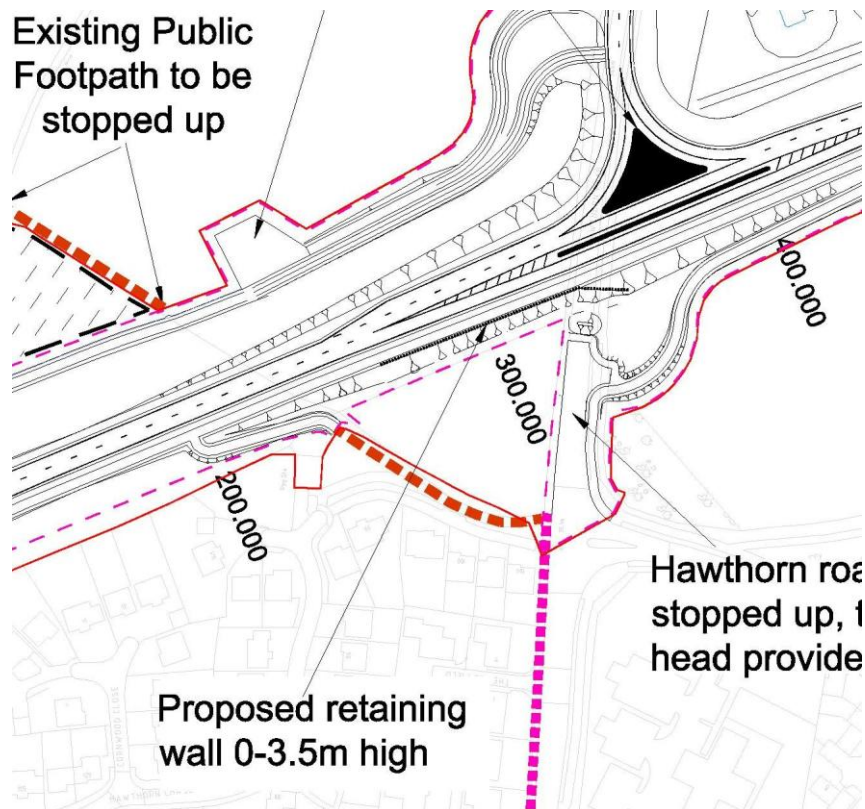 Existing Public
Footpath to be
stopped up
400.000
300.000
200.000
Hawthorn roa
stopped up, t
head provide
Proposed retaining
wall 0-3.5m high